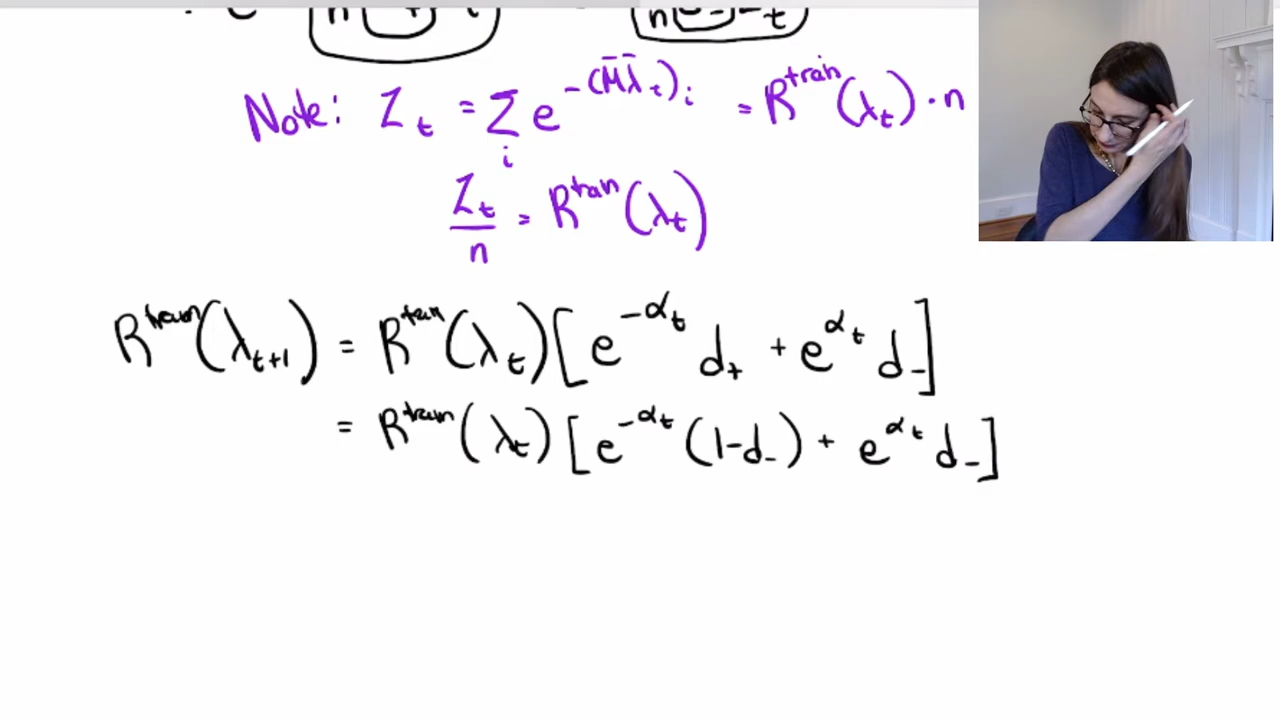 Note: Z_t = Σ_i e^{-(M̄λ̄_t)_i} = R^train(λ_t) · n
Z_t / n = R^train(λ_t)
R^train(λ_{t+1}) = R^train(λ_t) [e^{-α_t} d_+ + e^{α_t} d_-]
= R^train(λ_t) [e^{-α_t} (1-d_-) + e^{α_t} d_-]